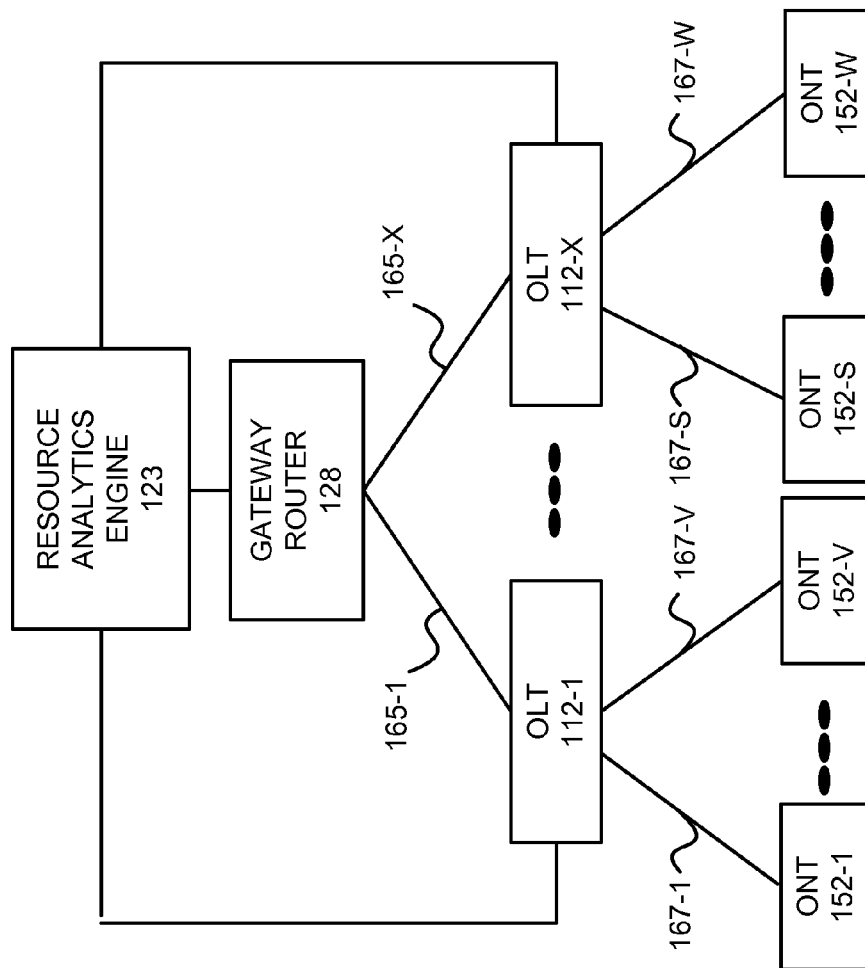 RESOURCE
ANALYTICS
ENGINE
123
GATEWAY
ROUTER
128
165-1
165-X
OLT
112-1
OLT
112-X
167-1
167-V
167-S
167-W
ONT
152-1
ONT
152-V
ONT
152-S
ONT
152-W